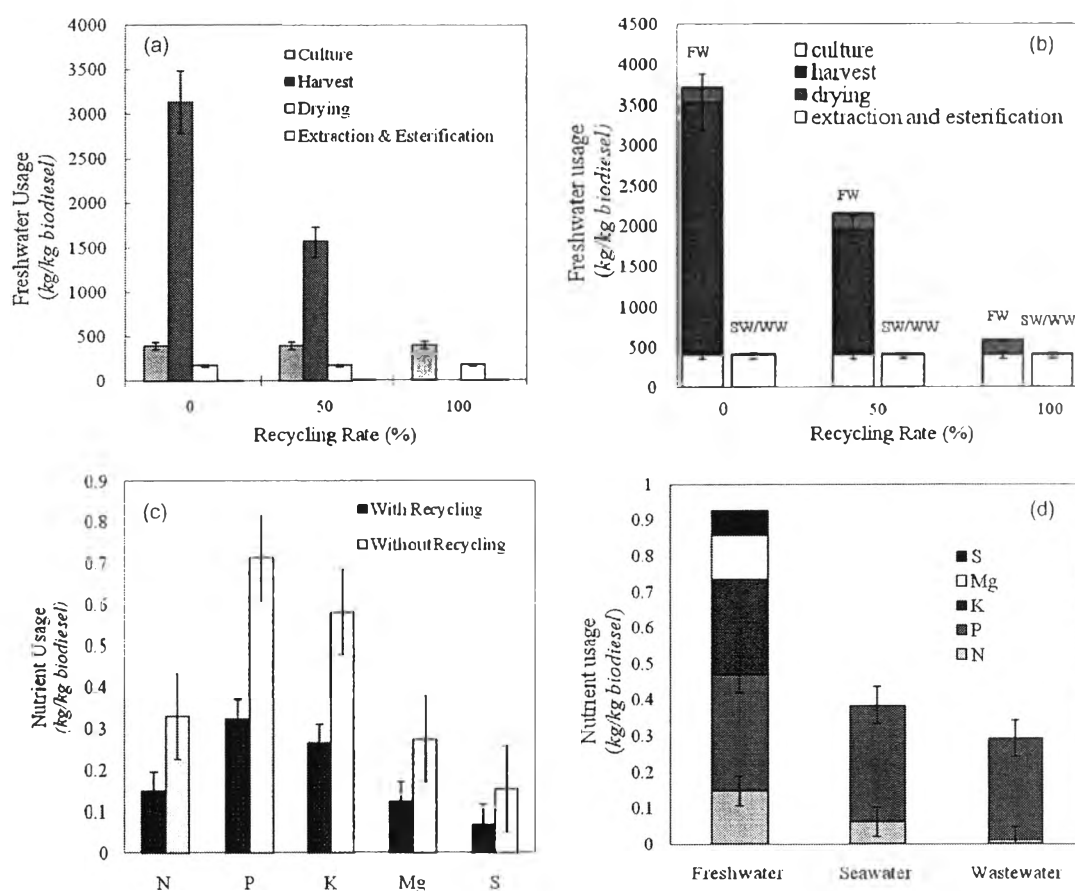 (a)
Culture
Harvest
Drying
Extraction & Esterification
Freshwater Usage
(kg/kg biodiesel)
4000
3500
3000
2500
2000
1500
1000
500
0
0
50
100
Recycling Rate (%)
(b)
culture
harvest
drying
extraction and esterification
Freshwater usage
(kg/kg biodiesel)
4500
4000
3500
3000
2500
2000
1500
1000
500
0
FW
SW/WW
FW
SW/WW
FW
SW/WW
0
50
100
Recycling Rate (%)
(c)
With Recycling
Without Recycling
Nutrient Usage
(kg/kg biodiesel)
0.9
0.8
0.7
0.6
0.5
0.4
0.3
0.2
0.1
0
N
P
K
Mg
S
(d)
S
Mg
K
P
N
Nutrient usage
(kg/kg biodiesel)
1
0.9
0.8
0.7
0.6
0.5
0.4
0.3
0.2
0.1
0
Freshwater
Seawater
Wastewater